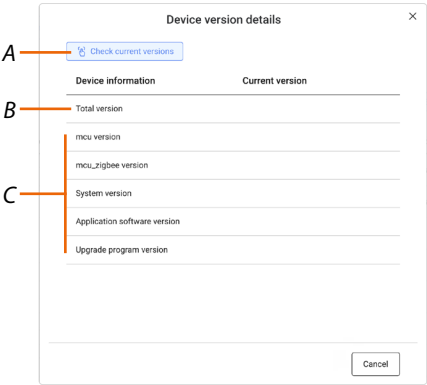 Device version details
A
Check current versions
Device information Current version
B
Total version
mcu version
mcu_zigbee version
C
System version
Application software version
Upgrade program version
Cancel